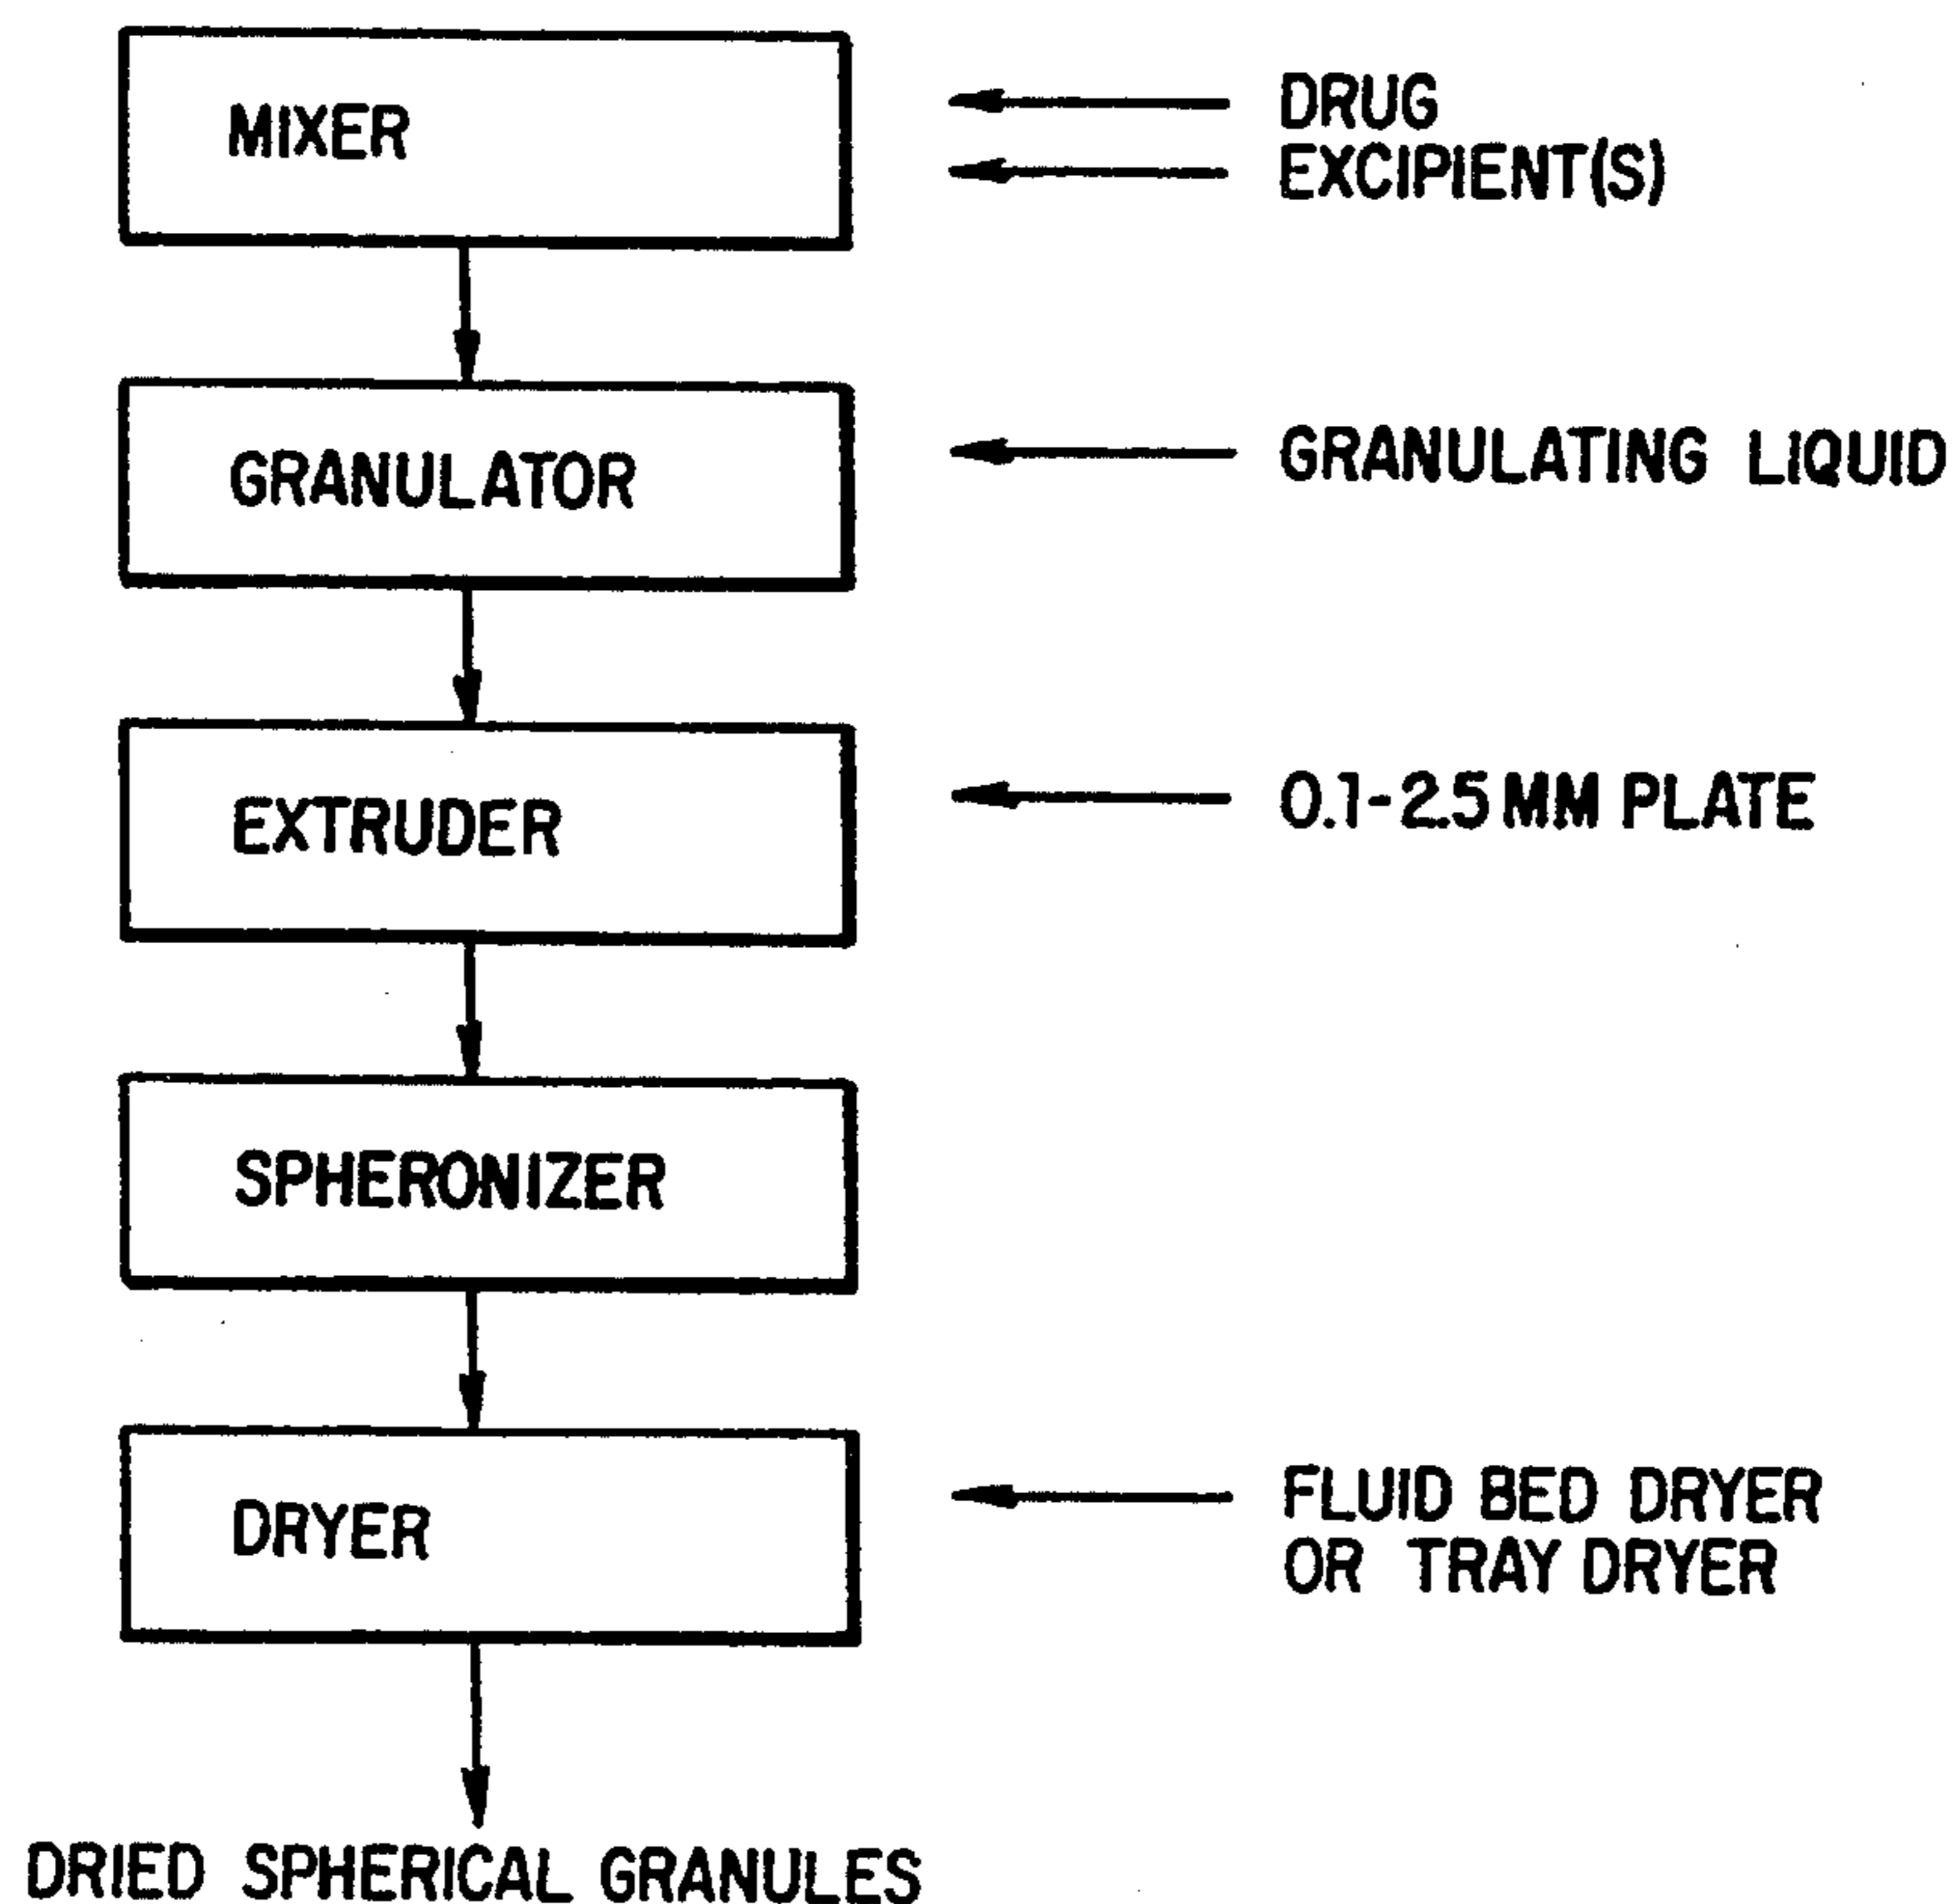 MIXER
DRUG
EXCIPIENT(S)
GRANULATOR
GRANULATING LIQUID
EXTRUDER
0.1-2.5 MM PLATE
SPHERONIZER
DRYER
FLUID BED DRYER
OR TRAY DRYER
DRIED SPHERICAL GRANULES